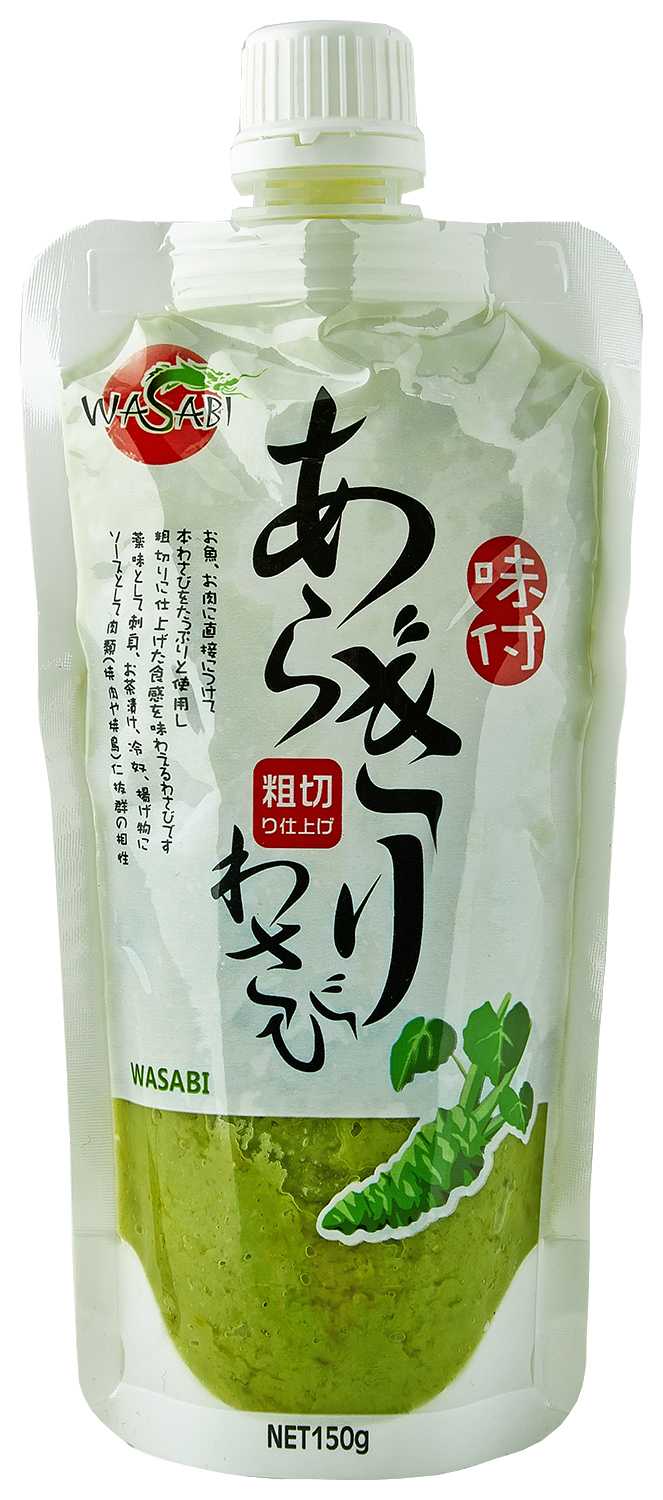 WASABI
味付
あらぎり
わさび
粗切
り仕上げ
お魚、お肉に直接につけて
本わさびをたっぷりと使用し
粗切りに仕上げた食感を味わえるわさびです
薬味として刺身、お茶漬け、冷奴、揚げ物に
ソースとして肉類(焼肉や焼鳥)に抜群の相性
WASABI
NET150g